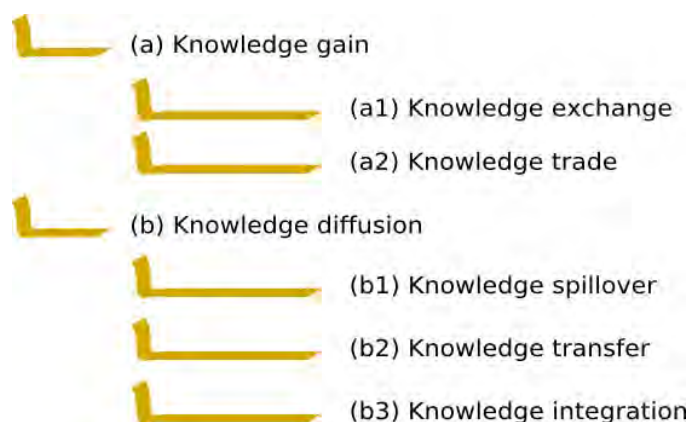 (a) Knowledge gain
(a1) Knowledge exchange
(a2) Knowledge trade
(b) Knowledge diffusion
(b1) Knowledge spillover
(b2) Knowledge transfer
(b3) Knowledge integration